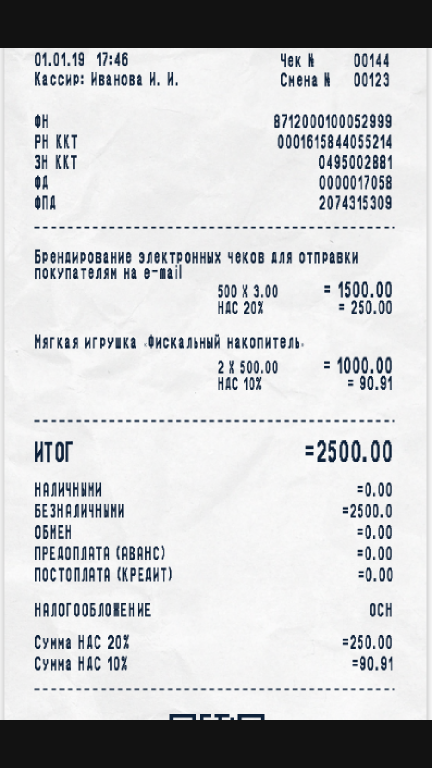 01.01.19 17:46 Чек № 00144
Кассир: Иванова И. И. Смена № 00123
ФН 8712000100052999
РН ККТ 0001615844055214
ЗН ККТ 0495002881
ФД 0000017058
ФПД 2074315309
Брендирование электронных чеков для отправки
покупателям на e-mail
500 X 3.00 = 1500.00
НДС 20% = 250.00
Мягкая игрушка «Фискальный накопитель»
2 X 500.00 = 1000.00
НДС 10% = 90.91
ИТОГ =2500.00
НАЛИЧНЫМИ =0.00
БЕЗНАЛИЧНЫМИ =2500.0
ОБМЕН =0.00
ПРЕДОПЛАТА (АВАНС) =0.00
ПОСТОПЛАТА (КРЕДИТ) =0.00
НАЛОГООБЛОЖЕНИЕ ОСН
Сумма НДС 20% =250.00
Сумма НДС 10% =90.91